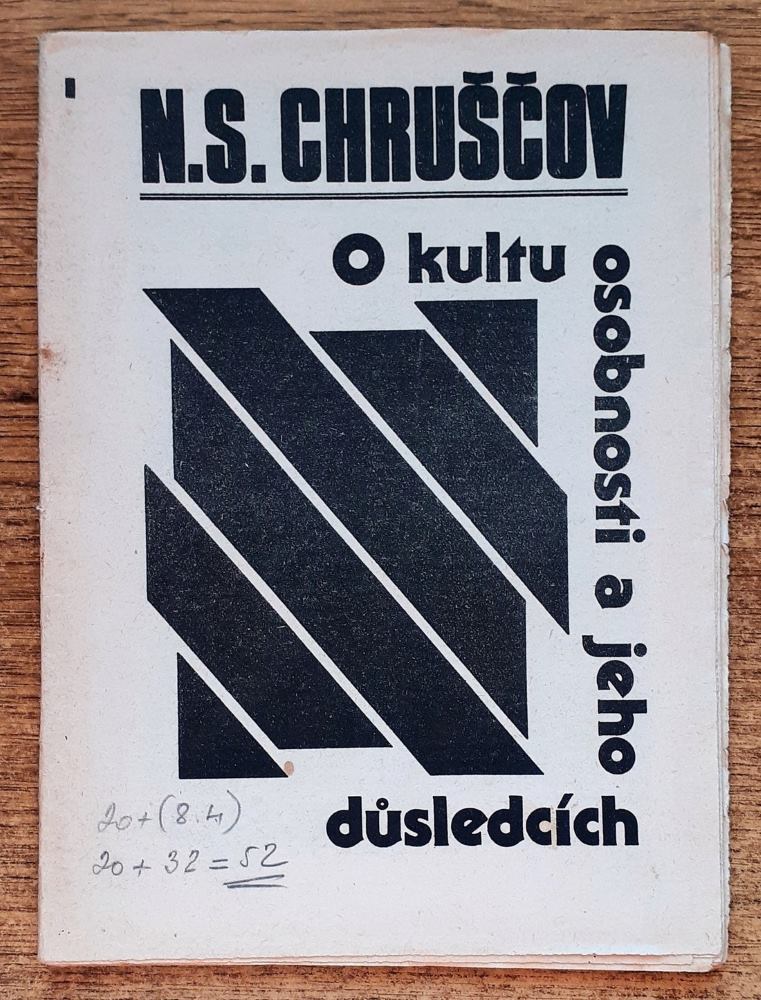 N.S. CHRUŠČOV
O kultu
osobnosti a jeho
důsledcích
20+(8.4)
20+32=52